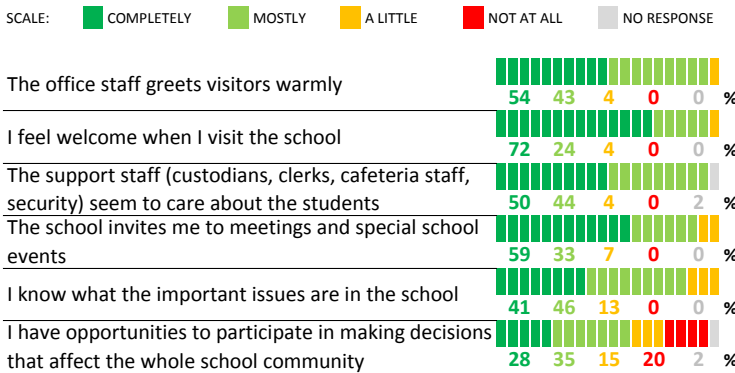 SCALE: COMPLETELY MOSTLY A LITTLE NOT AT ALL NO RESPONSE
The office staff greets visitors warmly
54 43 4 0 0 %
I feel welcome when I visit the school
72 24 4 0 0 %
The support staff (custodians, clerks, cafeteria staff,
security) seem to care about the students
50 44 4 0 2 %
The school invites me to meetings and special school
events
59 33 7 0 0 %
I know what the important issues are in the school
41 46 13 0 0 %
I have opportunities to participate in making decisions
that affect the whole school community
28 35 15 20 2 %